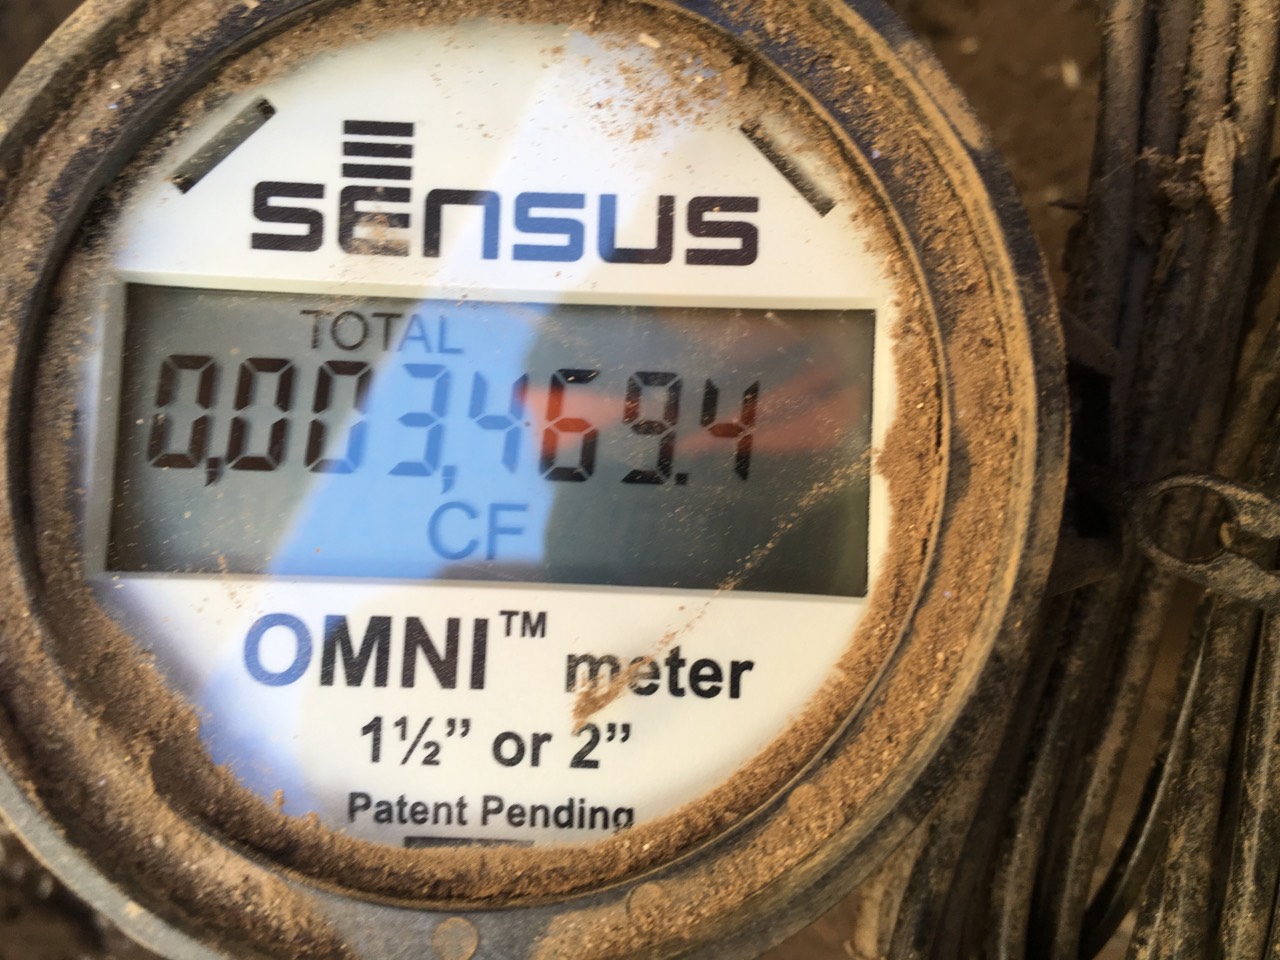 sensus
TOTAL
0,003,469.4
CF
OMNI™ meter
1½” or 2”
Patent Pending